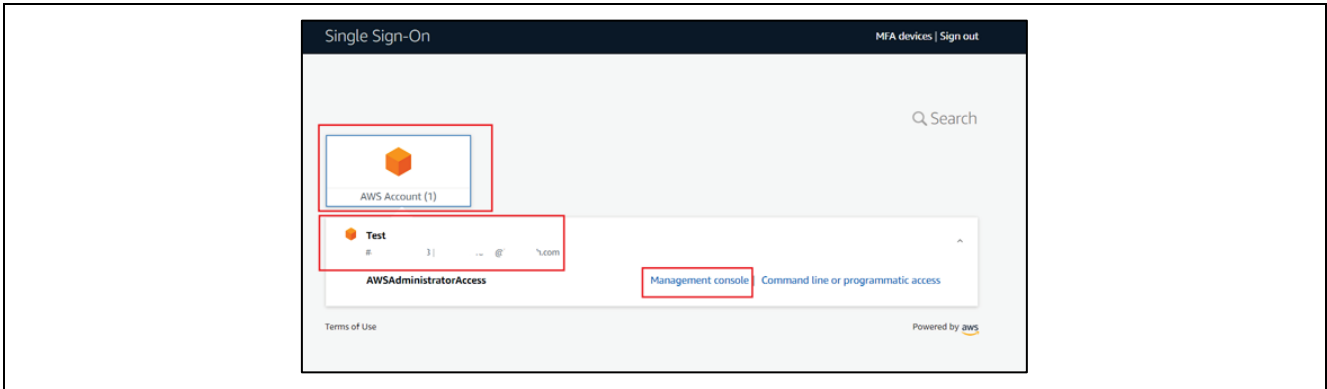 Single Sign-On
MFA devices | Sign out
Search
AWS Account (1)
Test
AWSAdministratorAccess
Management console | Command line or programmatic access
Terms of Use
Powered by aws